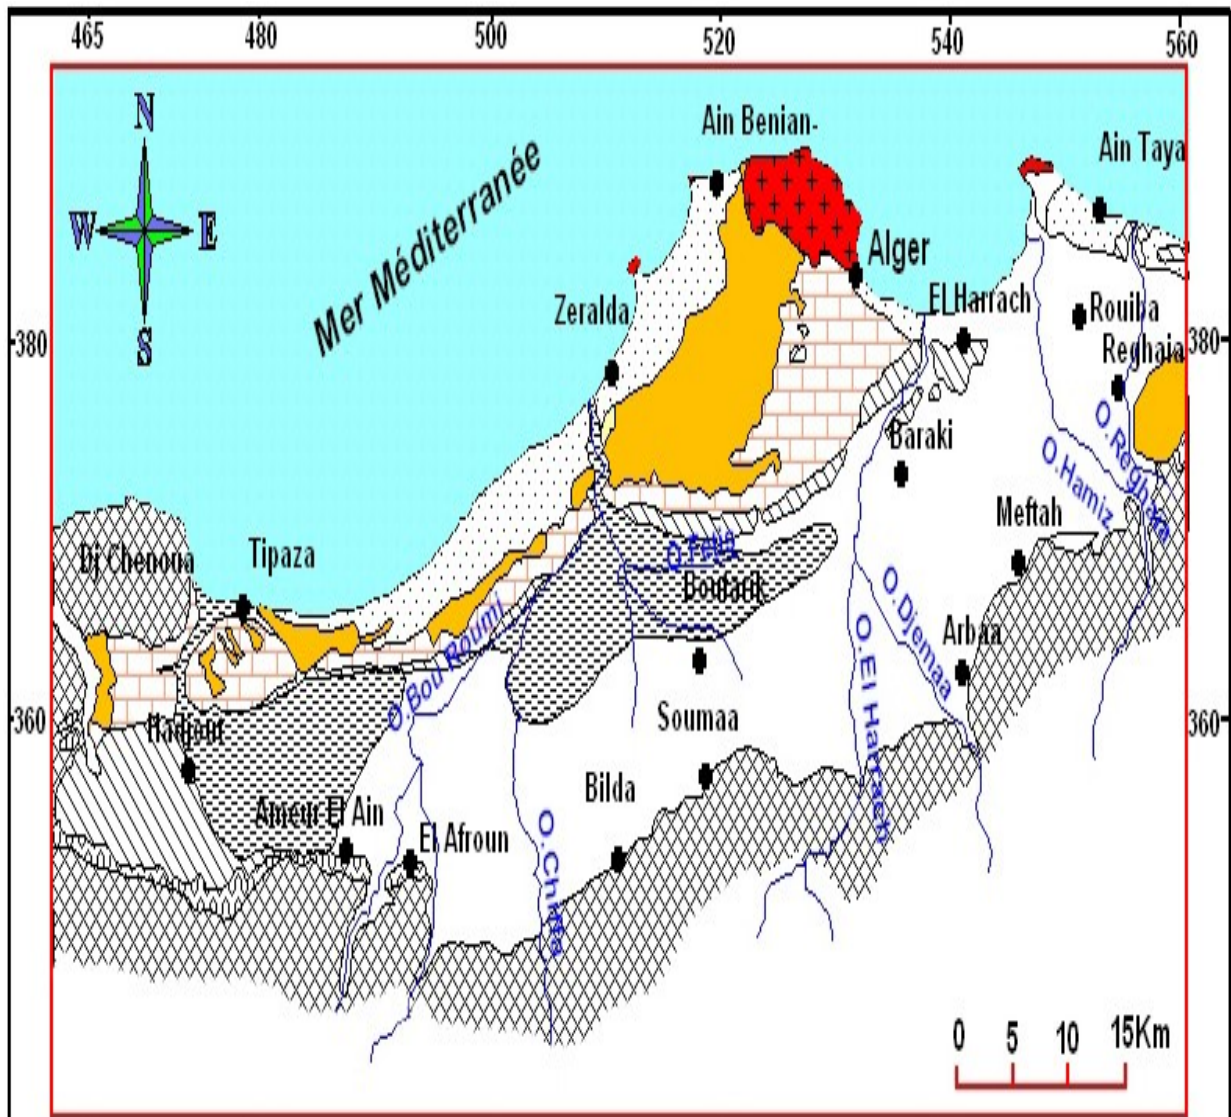 465 480 500 520 540 560
N
W E
S
Mer Méditerranée
Ain Benian-
Ain Taya
Alger
Zeralda
El Harrach
Rouiba
380 380
Reghaia
Baraki
O.Reghaia
O.Hamiz
Meftah
Dj Chenoua
Tipaza
O.Fetis
Boufarik
O.Djemaa
Arbaa
O.Bou Roumi
O.El Harrach
360 360
Hadjout
Soumaa
Bilda
Ameur El Ain
El Afroun
O.Chiffa
0 5 10 15Km